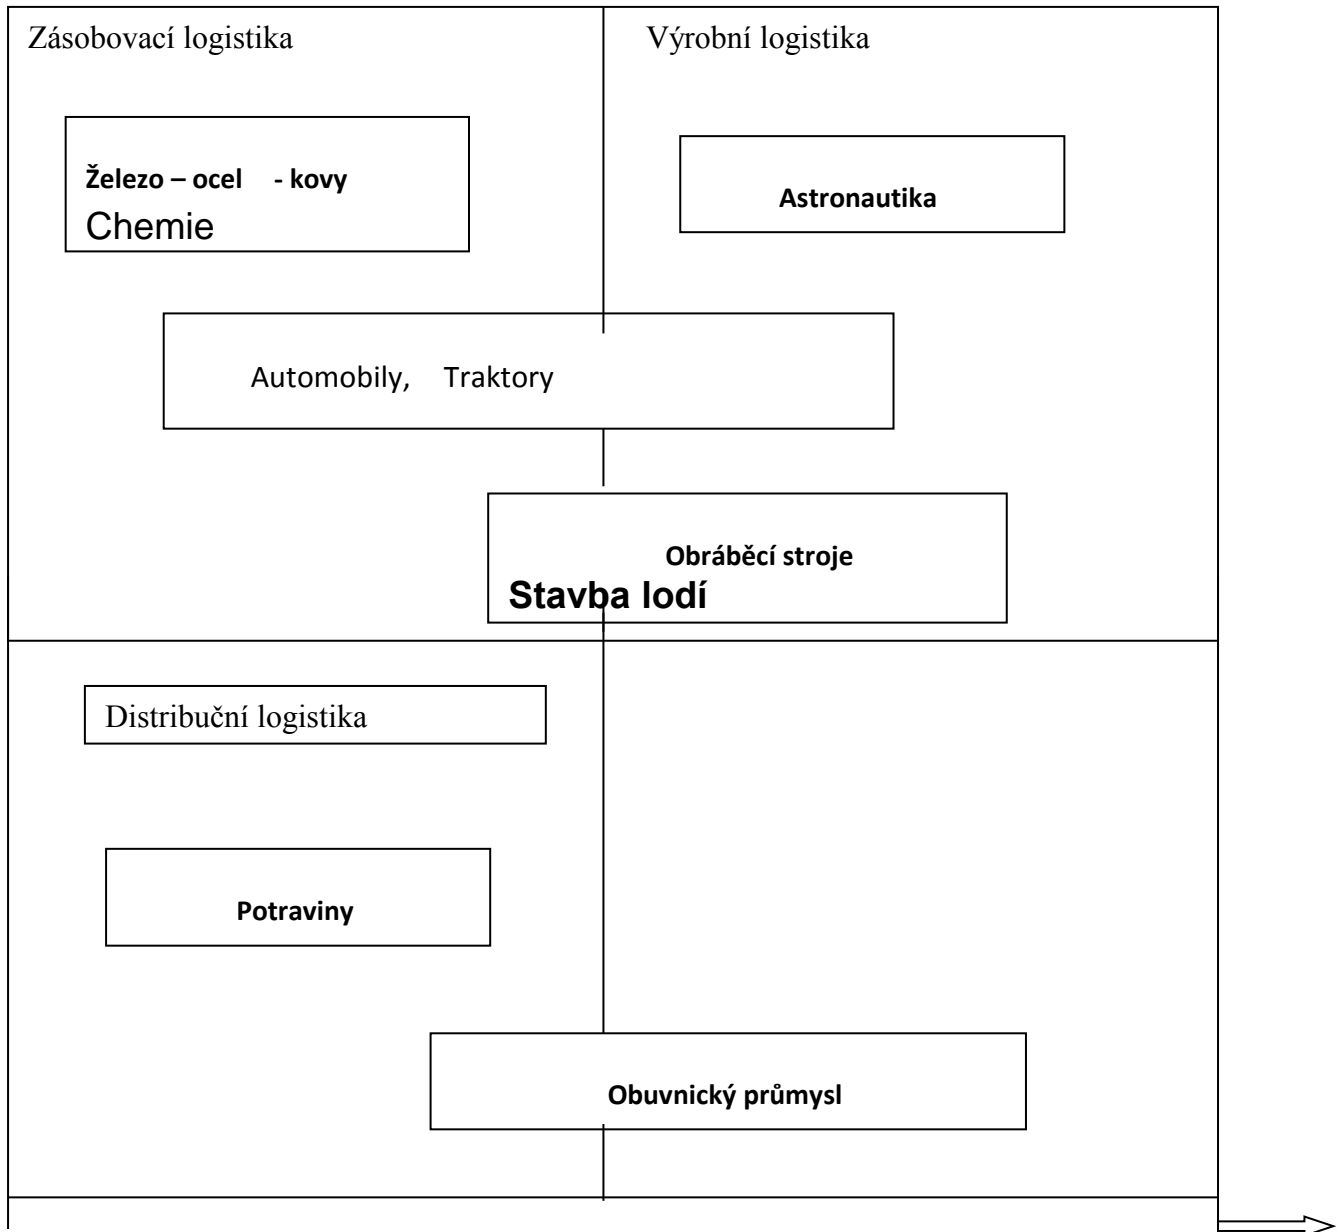 Zásobovací logistika
Výrobní logistika
Železo – ocel - kovy
Chemie
Astronautika
Automobily, Traktory
Obráběcí stroje
Stavba lodí
Distribuční logistika
Potraviny
Obuvnický průmysl